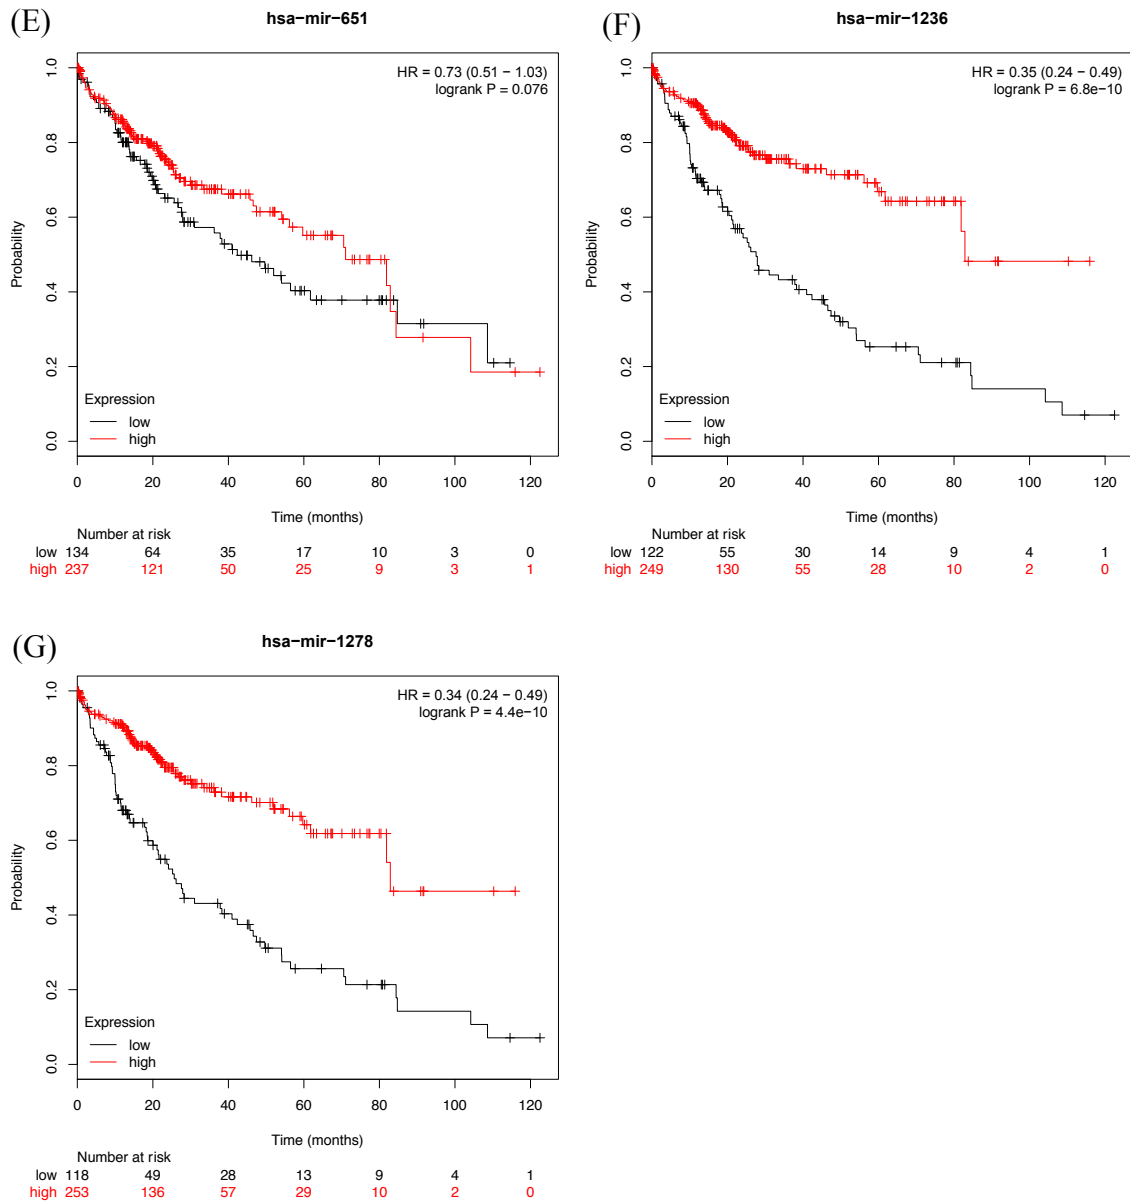 (E)
hsa−mir−651
HR = 0.73 (0.51 − 1.03)
logrank P = 0.076
Probability
1.0
0.8
0.6
0.4
0.2
0.0
Expression
low
high
0 20 40 60 80 100 120
Time (months)
Number at risk
low 134 64 35 17 10 3 0
high 237 121 50 25 9 3 1
(F)
hsa−mir−1236
HR = 0.35 (0.24 − 0.49)
logrank P = 6.8e−10
Probability
1.0
0.8
0.6
0.4
0.2
0.0
Expression
low
high
0 20 40 60 80 100 120
Time (months)
Number at risk
low 122 55 30 14 9 4 1
high 249 130 55 28 10 2 0
(G)
hsa−mir−1278
HR = 0.34 (0.24 − 0.49)
logrank P = 4.4e−10
Probability
1.0
0.8
0.6
0.4
0.2
0.0
Expression
low
high
0 20 40 60 80 100 120
Time (months)
Number at risk
low 118 49 28 13 9 4 1
high 253 136 57 29 10 2 0